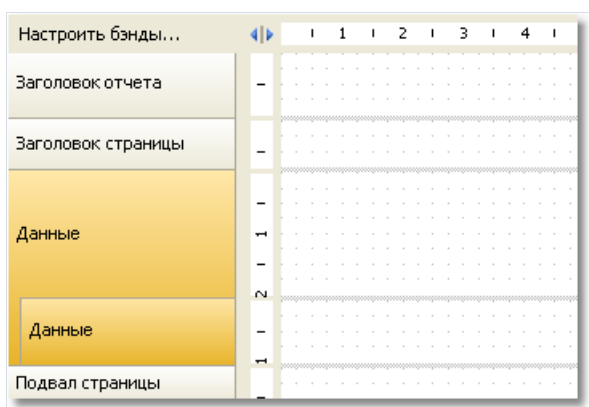 Настроить бэнды... 1 2 3 4
Заголовок отчета
Заголовок страницы
Данные
1
2
Данные
1
Подвал страницы